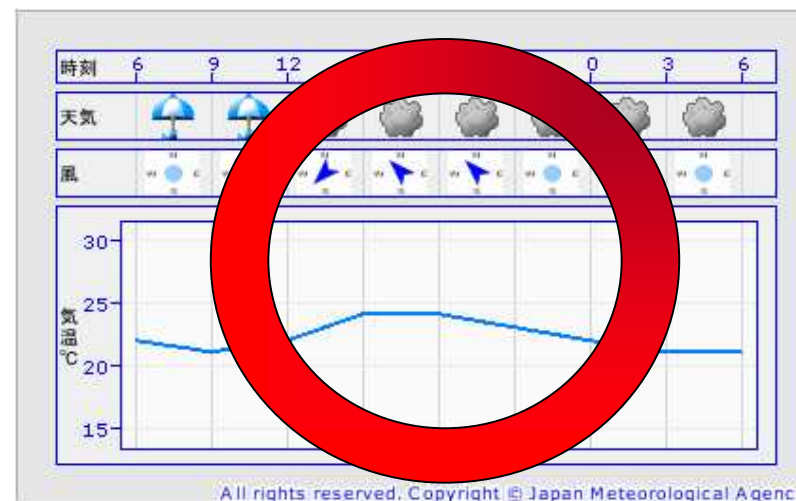 時刻 6 9 12 0 3 6
天気
風
30
25
気温℃
20
15
All rights reserved. Copyright © Japan Meteorological Agenc